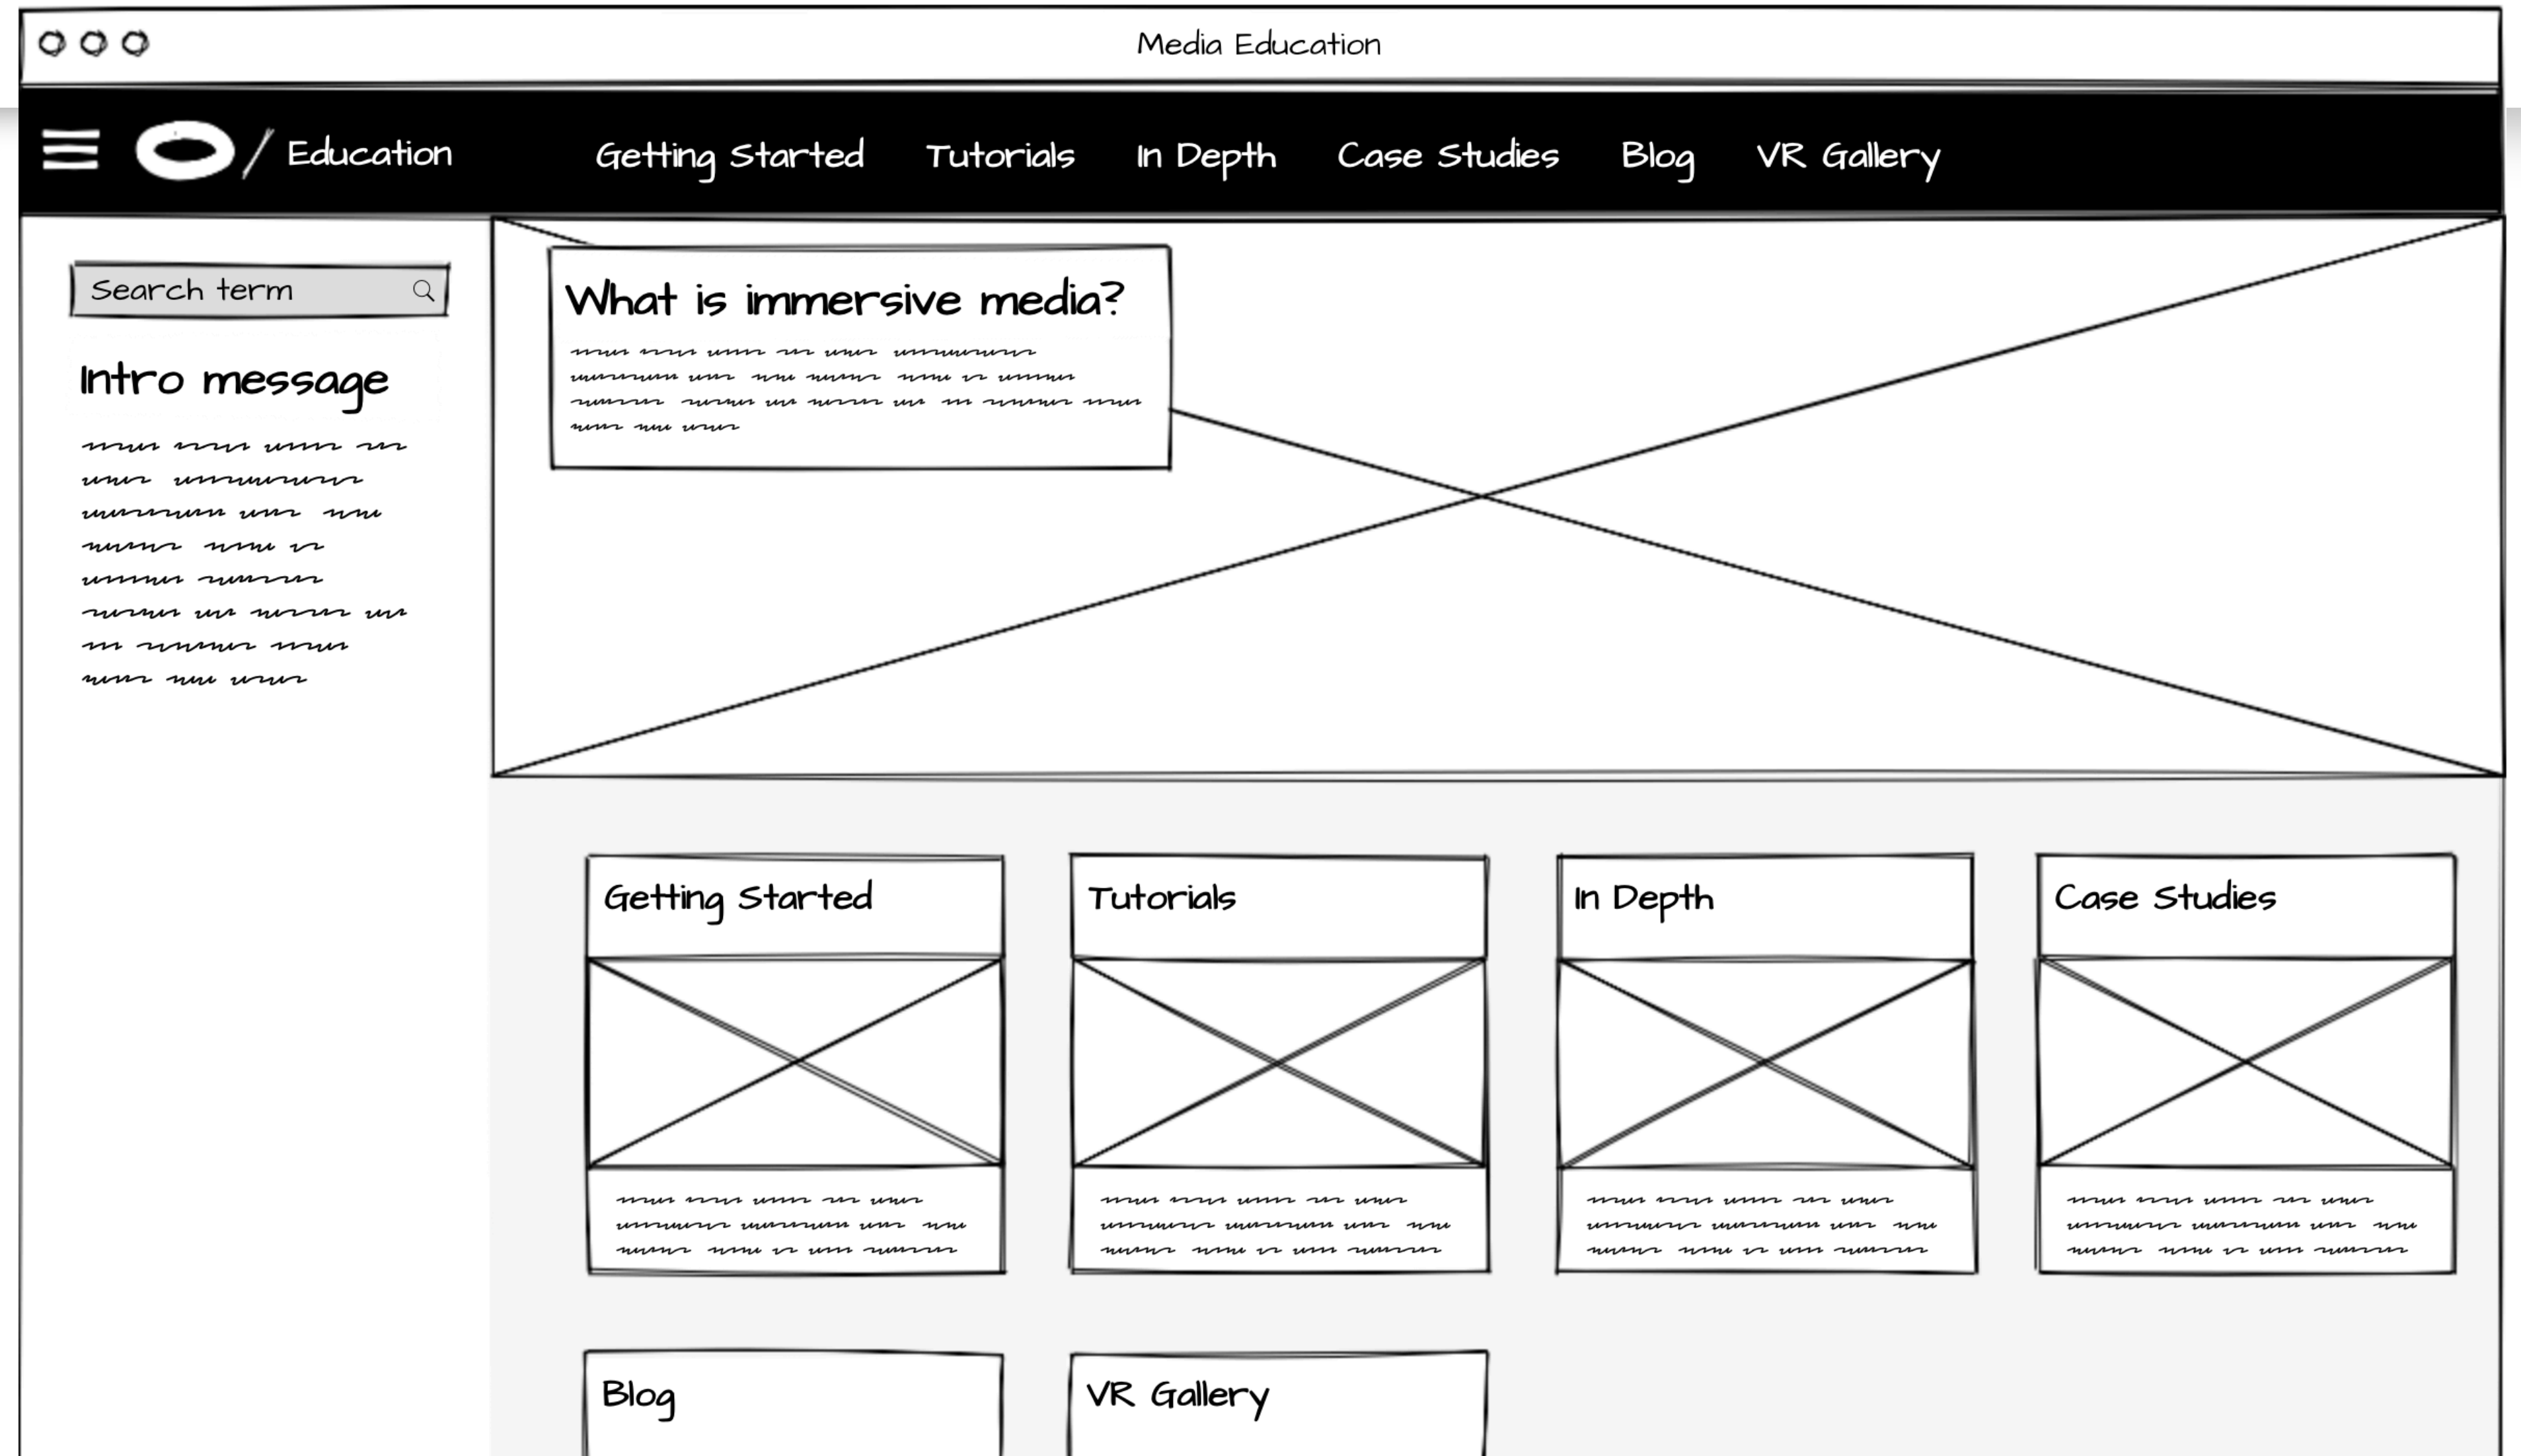 Media Education
/ Education
Getting Started Tutorials In Depth Case Studies Blog VR Gallery
Search term
Intro message
What is immersive media?
Getting Started
Tutorials
In Depth
Case Studies
Blog
VR Gallery